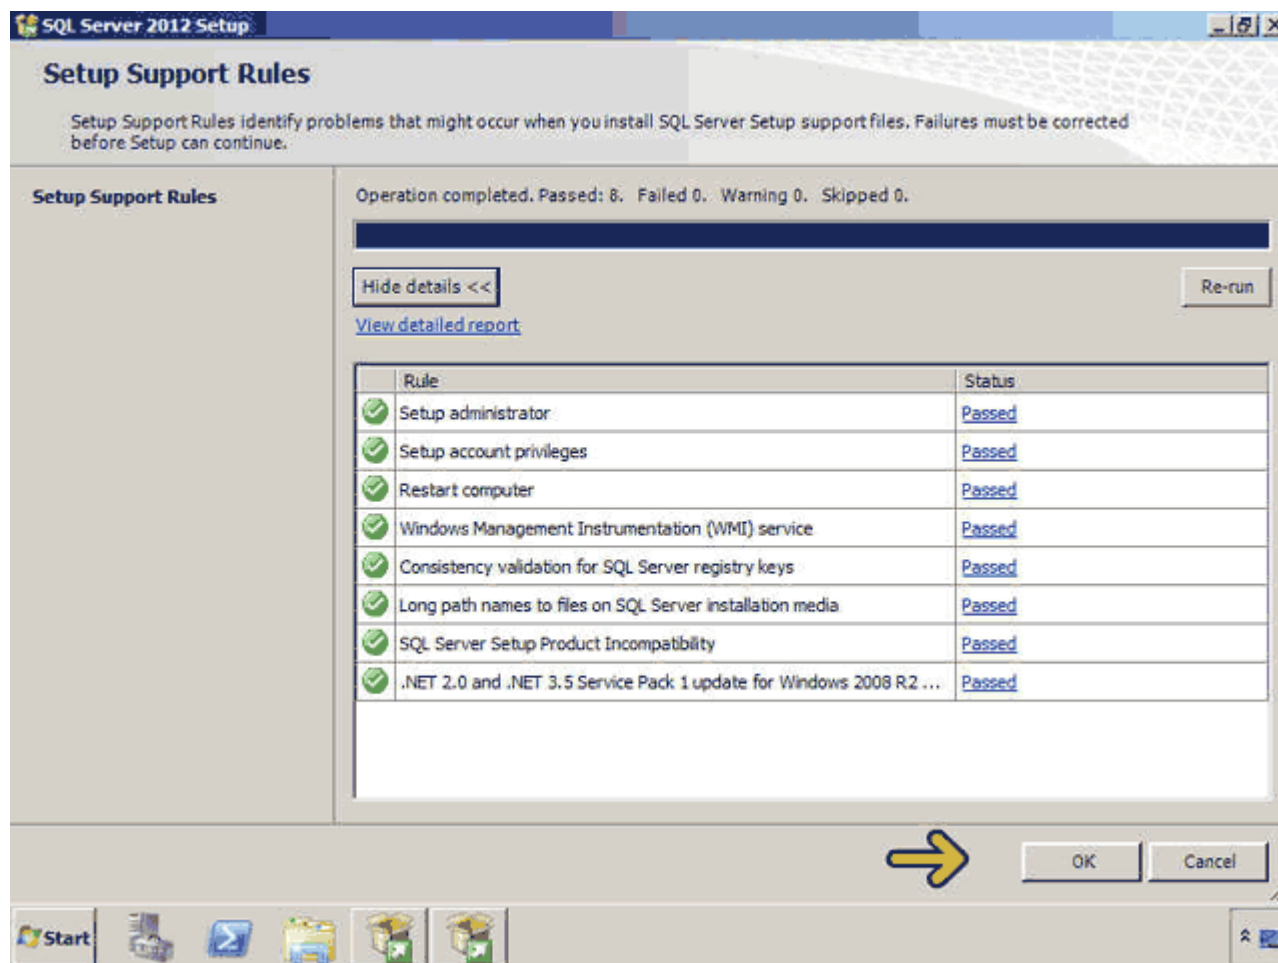 SQL Server 2012 Setup
Setup Support Rules
Setup Support Rules identify problems that might occur when you install SQL Server Setup support files. Failures must be corrected
before Setup can continue.
Setup Support Rules
Operation completed. Passed: 8. Failed 0. Warning 0. Skipped 0.
Hide details <<
Re-run
View detailed report
Rule Status
Setup administrator Passed
Setup account privileges Passed
Restart computer Passed
Windows Management Instrumentation (WMI) service Passed
Consistency validation for SQL Server registry keys Passed
Long path names to files on SQL Server installation media Passed
SQL Server Setup Product Incompatibility Passed
.NET 2.0 and .NET 3.5 Service Pack 1 update for Windows 2008 R2 ... Passed
OK Cancel
Start